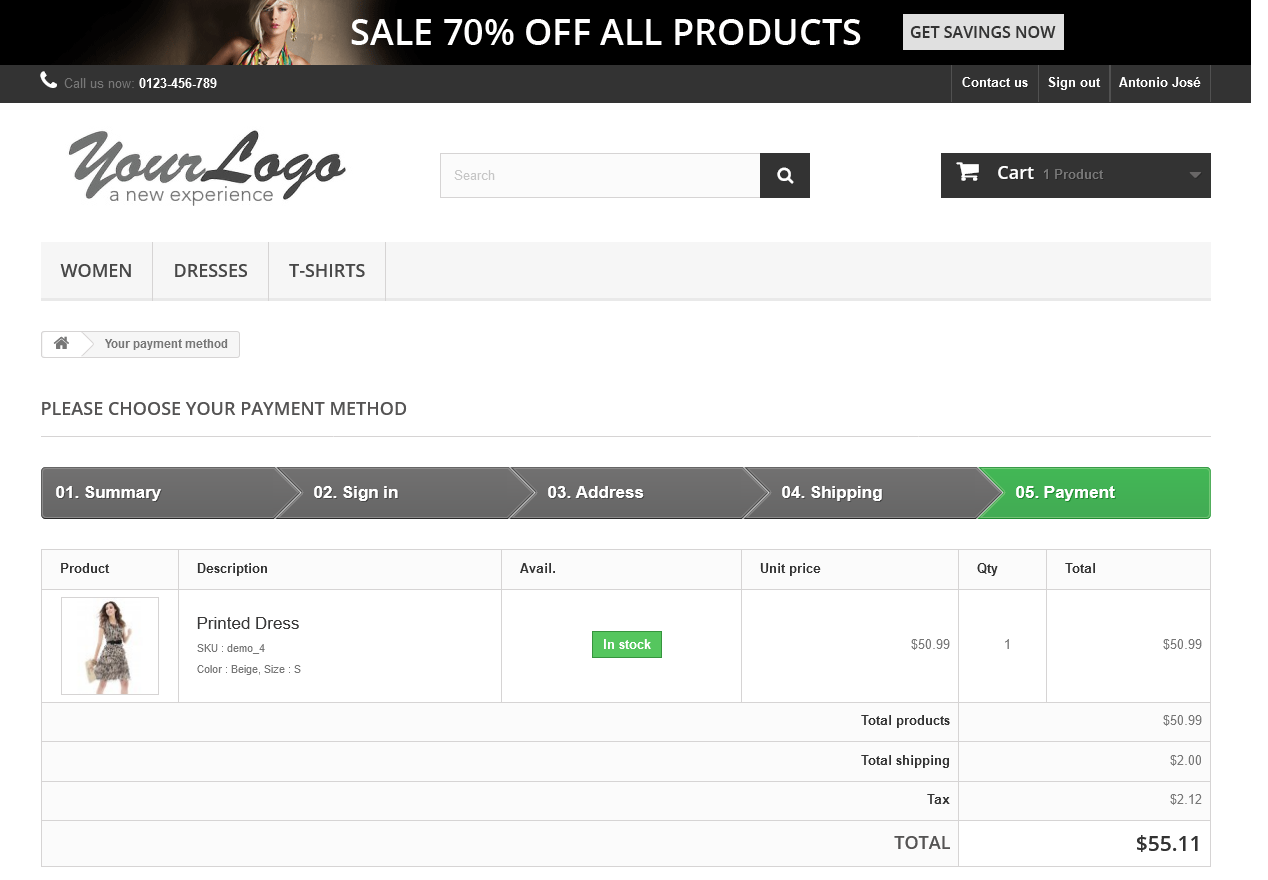 SALE 70% OFF ALL PRODUCTS GET SAVINGS NOW
Call us now: 0123-456-789 Contact us Sign out Antonio José
YourLogo
a new experience
Search
Cart 1 Product
WOMEN DRESSES T-SHIRTS
Your payment method
PLEASE CHOOSE YOUR PAYMENT METHOD
01. Summary 02. Sign in 03. Address 04. Shipping 05. Payment
Product Description Avail. Unit price Qty Total
Printed Dress
SKU : demo_4
Color : Beige, Size : S
In stock $50.99 1 $50.99
Total products $50.99
Total shipping $2.00
Tax $2.12
TOTAL $55.11